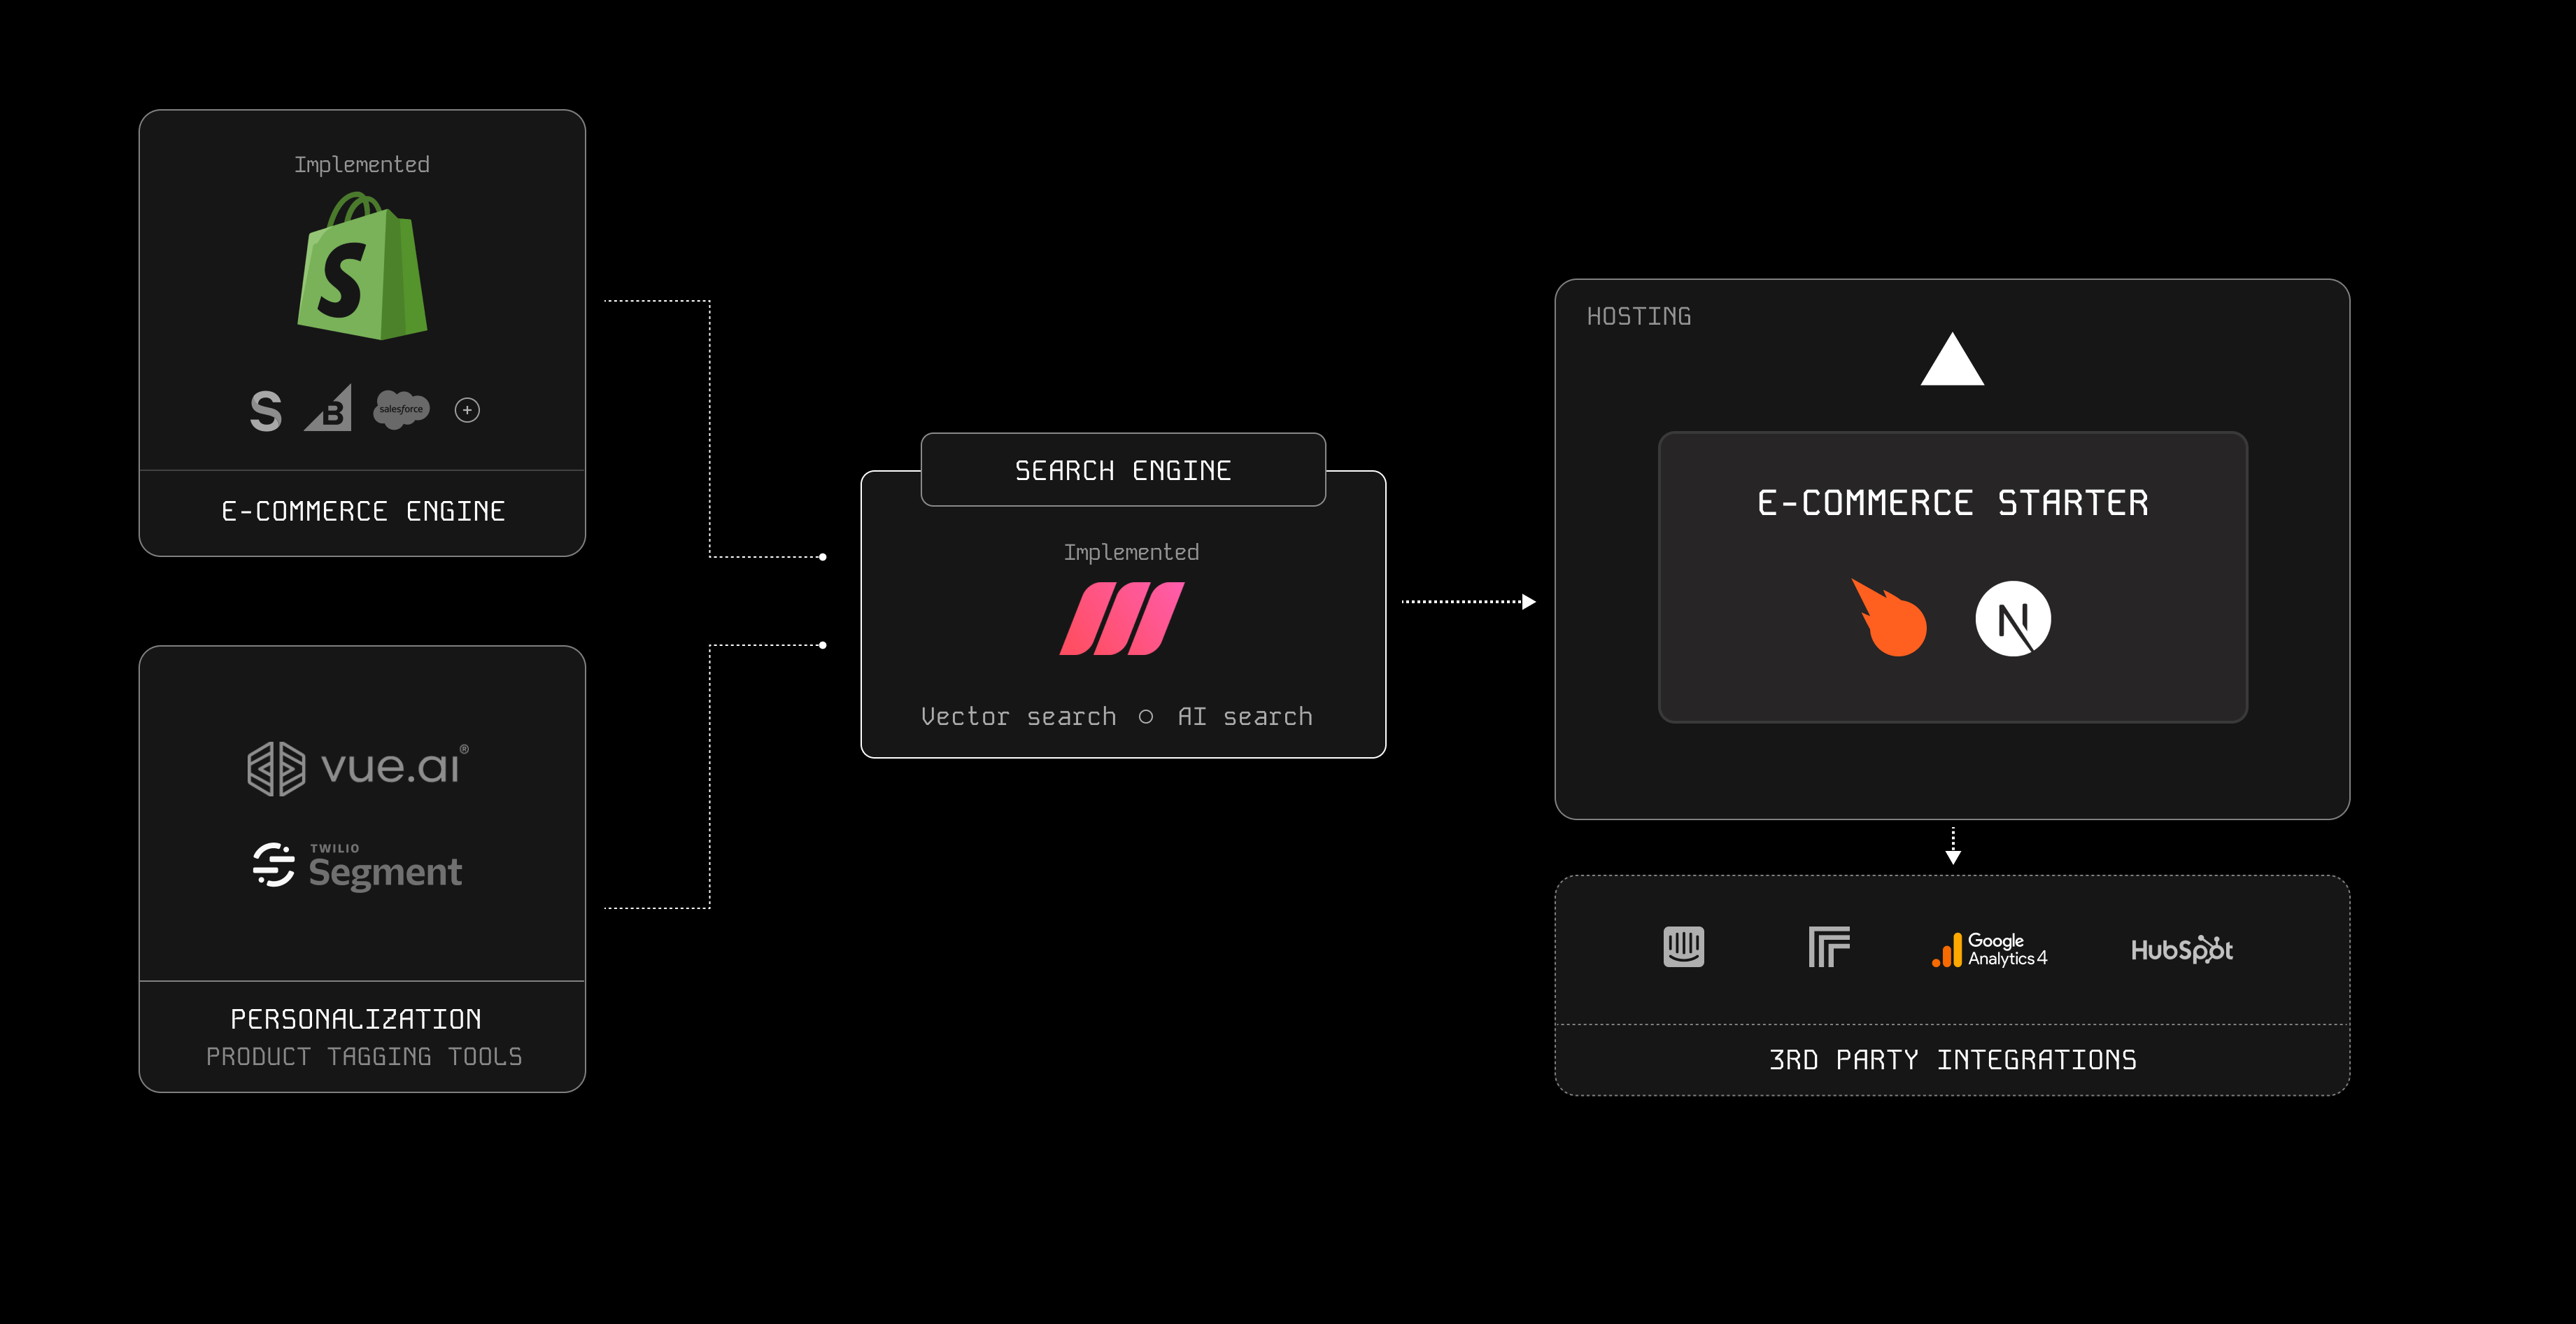 Implemented
S
S
B
salesforce
+
E-COMMERCE ENGINE
vue.ai®
TWILIO
Segment
PERSONALIZATION
PRODUCT TAGGING TOOLS
SEARCH ENGINE
Implemented
Vector search
AI search
HOSTING
E-COMMERCE STARTER
N
Google
Analytics 4
HubSpot
3RD PARTY INTEGRATIONS